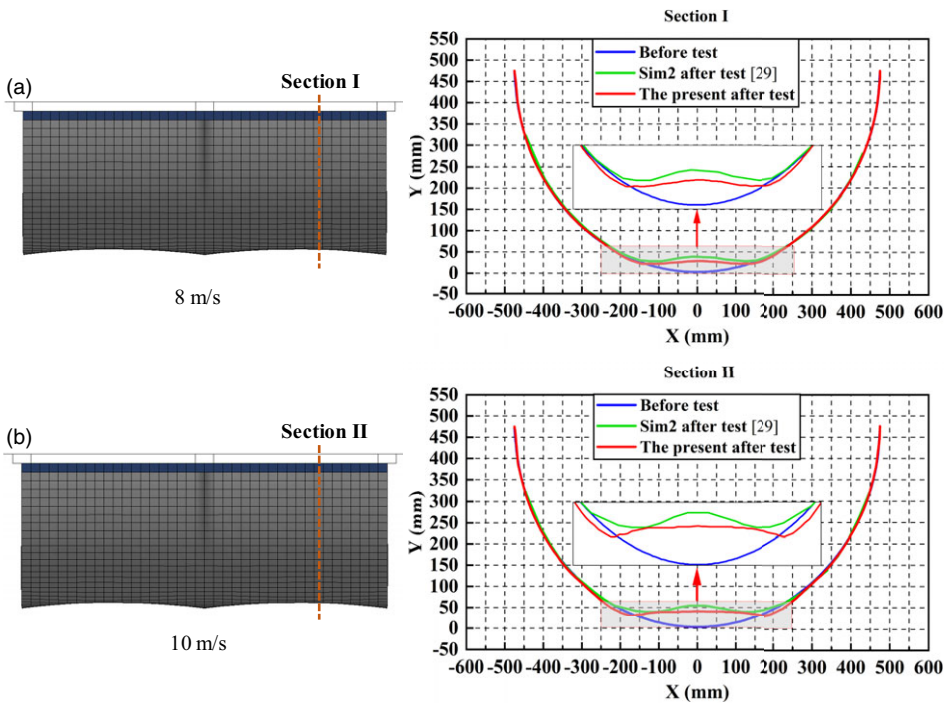 (a)
Section I
8 m/s
Section I
Before test
Sim2 after test [29]
The present after test
Y (mm)
550
500
450
400
350
300
250
200
150
100
50
0
-50
-600 -500 -400 -300 -200 -100 0 100 200 300 400 500 600
X (mm)
(b)
Section II
10 m/s
Section II
Before test
Sim2 after test [29]
The present after test
Y (mm)
550
500
450
400
350
300
250
200
150
100
50
0
-50
-600 -500 -400 -300 -200 -100 0 100 200 300 400 500 600
X (mm)